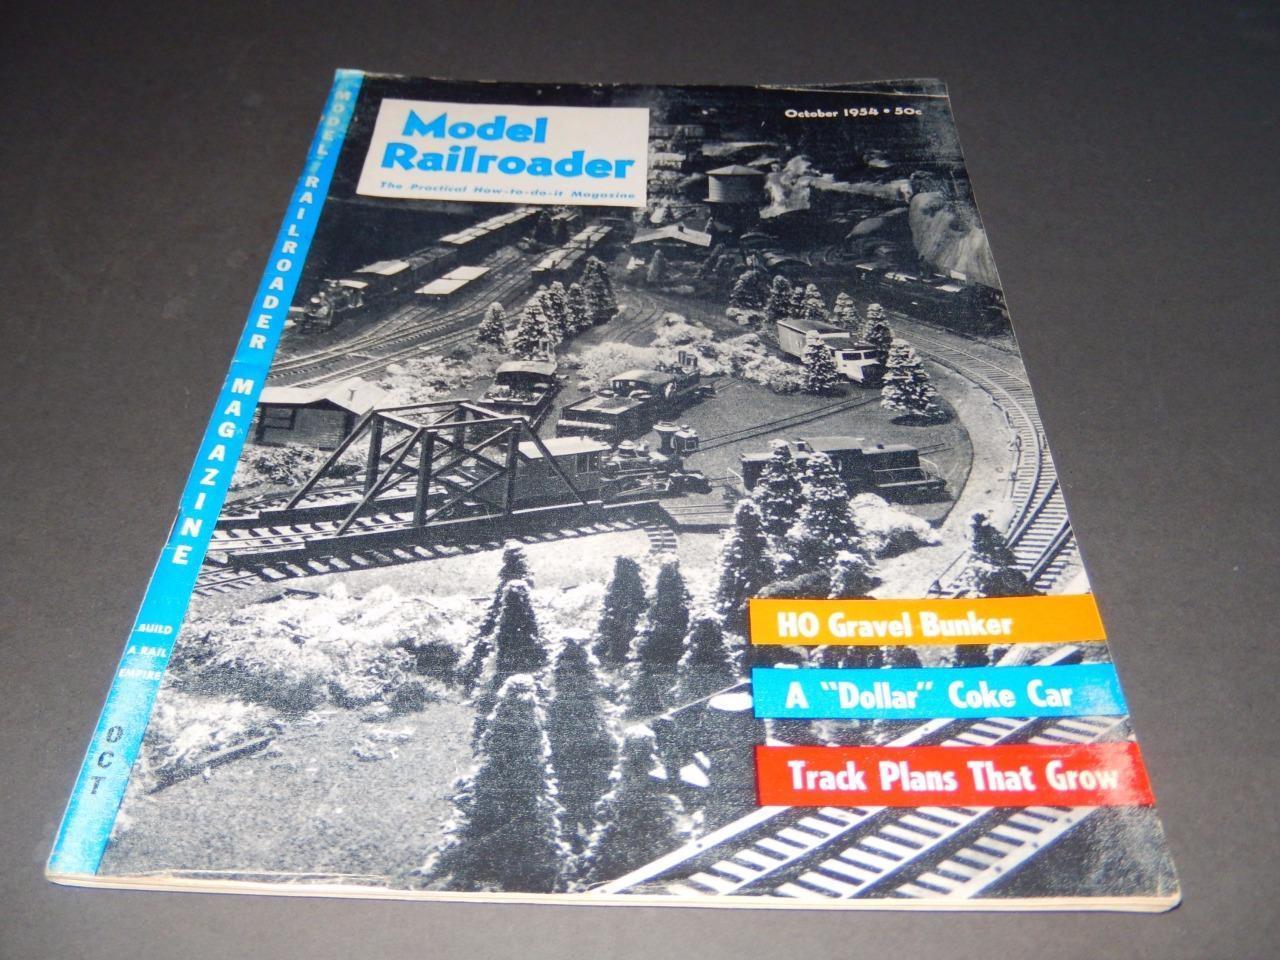 October 1954 • 50c
Model
Railroader
The Practical How-to-do-it Magazine
MODEL RAILROADER MAGAZINE
BUILD
A RAIL
EMPIRE
OCT
HO Gravel Bunker
A "Dollar" Coke Car
Track Plans That Grow